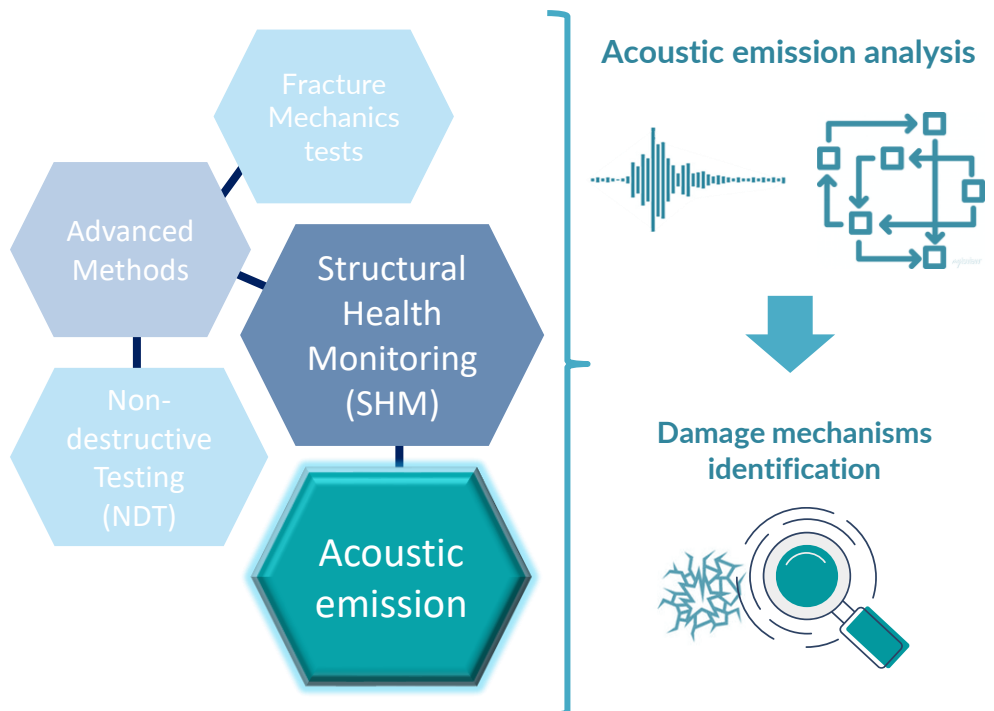 Fracture
Mechanics
tests
Advanced
Methods
Structural
Health
Monitoring
(SHM)
Non-
destructive
Testing
(NDT)
Acoustic
emission
Acoustic emission analysis
Damage mechanisms
identification